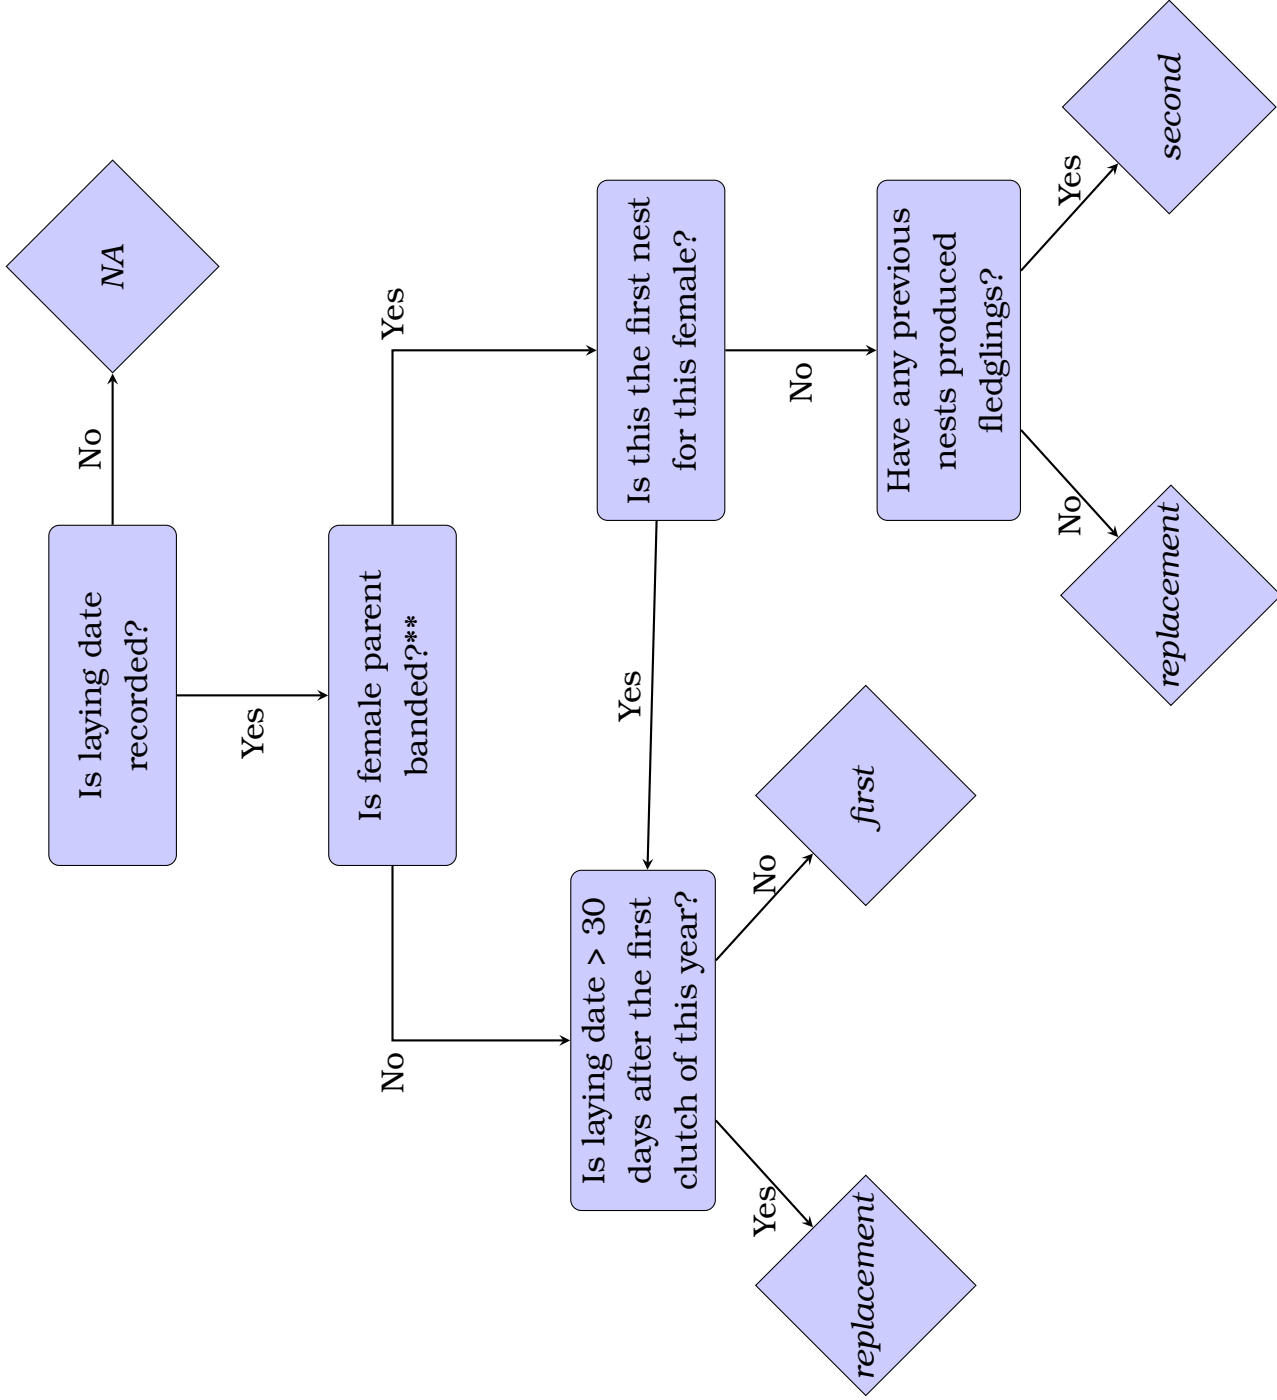 Is laying date
recorded?
No
NA
Yes
Is female parent
banded?**
No
Yes
Is laying date > 30
days after the first
clutch of this year?
Yes
Is this the first nest
for this female?
Yes
replacement
No
first
No
Have any previous
nests produced
fledglings?
No
replacement
Yes
second